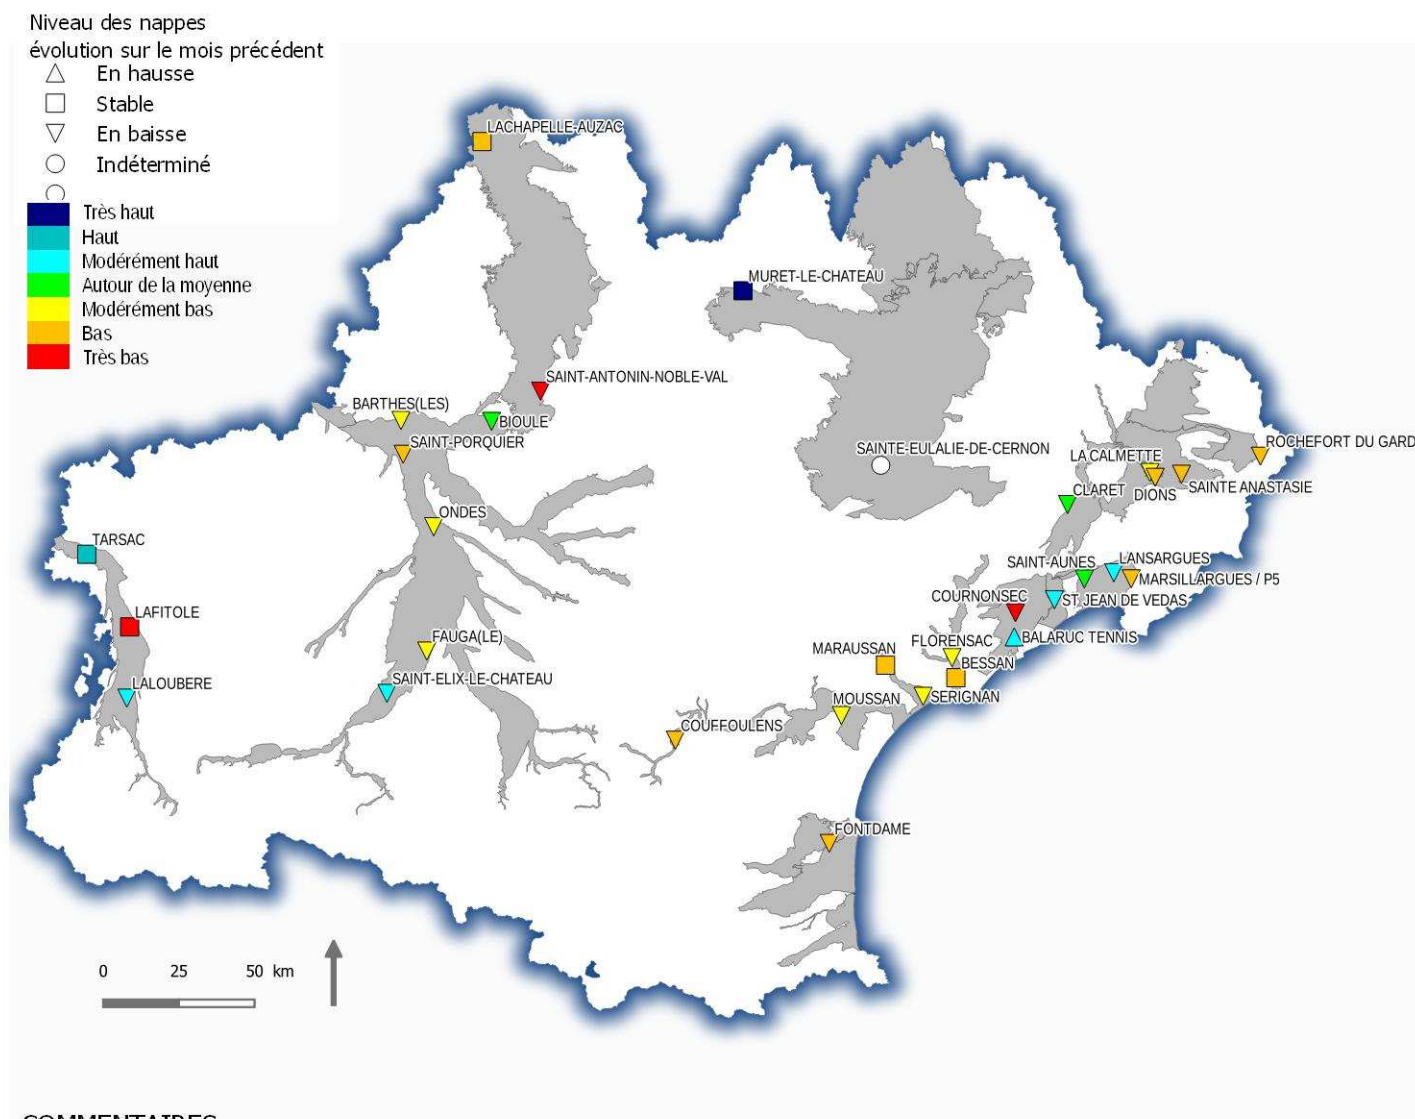 Niveau des nappes
évolution sur le mois précédent
En hausse
Stable
En baisse
Indéterminé
Très haut
Haut
Modérément haut
Autour de la moyenne
Modérément bas
Bas
Très bas
LACHAPELLE-AUZAC
MURET-LE-CHATEAU
SAINT-ANTONIN-NOBLE-VAL
BARTHES(LES)
BIOULE
SAINT-PORQUIER
SAINTE-EULALIE-DE-CERNON
ROCHEFORT DU GARD
LA CALMETTE
DIONS
SAINTE ANASTASIE
CLARET
ONDES
TARSAC
SAINT-AUNES
LANSARGUES
MARSILLARGUES / P5
COURNONSEC
ST JEAN DE VEDAS
LAFITOLE
FAUGA(LE)
FLORENSAC
BALARUC TENNIS
MARAUSSAN
BESSAN
LALOUBERE
SAINT-ELIX-LE-CHATEAU
MOUSSAN
SERIGNAN
COUFFOULENS
FONTDAME
0 25 50 km
COMMENTAIRES